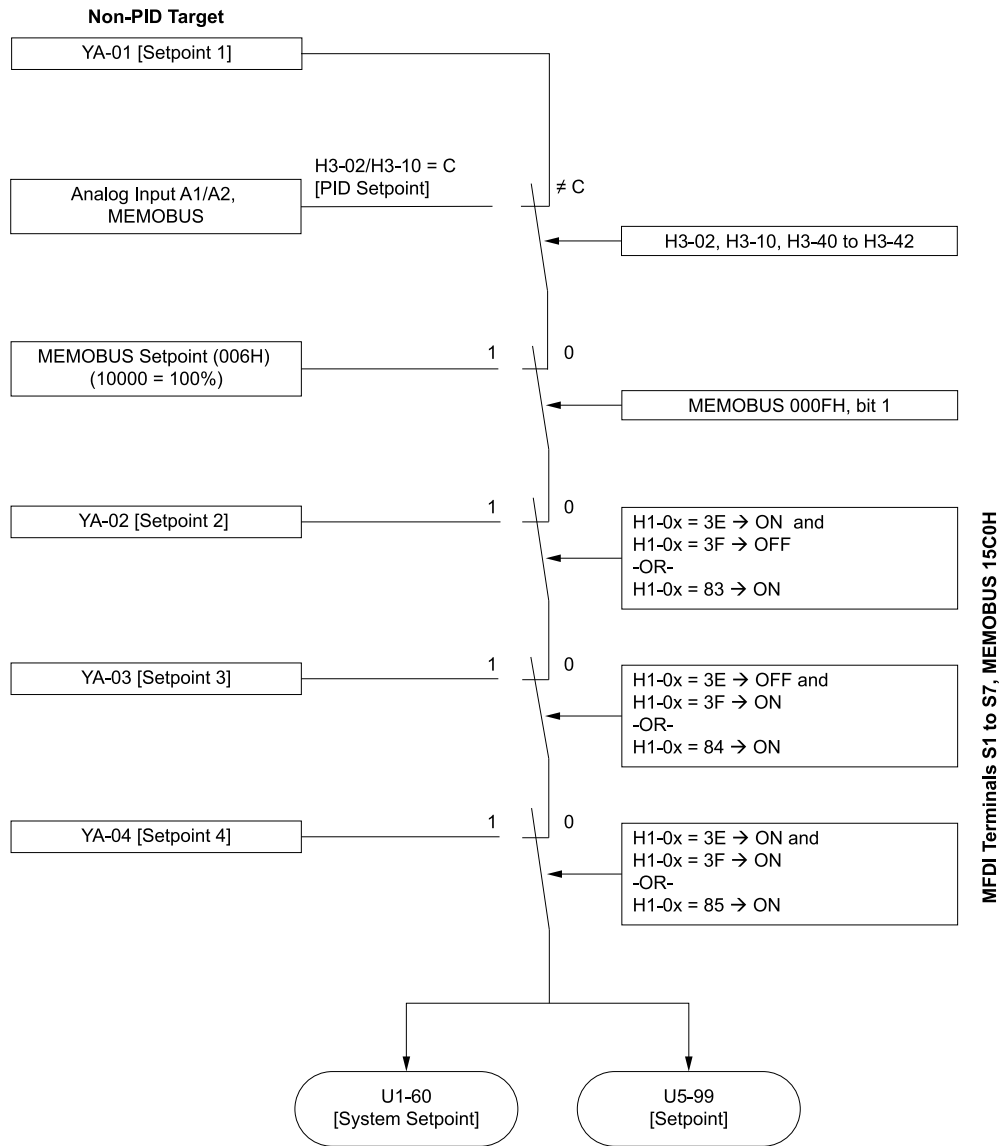 Non-PID Target
YA-01 [Setpoint 1]
H3-02/H3-10 = C
[PID Setpoint]
≠ C
Analog Input A1/A2,
MEMOBUS
H3-02, H3-10, H3-40 to H3-42
MEMOBUS Setpoint (006H)
(10000 = 100%)
1
0
MEMOBUS 000FH, bit 1
YA-02 [Setpoint 2]
1
0
H1-0x = 3E → ON and
H1-0x = 3F → OFF
-OR-
H1-0x = 83 → ON
YA-03 [Setpoint 3]
1
0
H1-0x = 3E → OFF and
H1-0x = 3F → ON
-OR-
H1-0x = 84 → ON
YA-04 [Setpoint 4]
1
0
H1-0x = 3E → ON and
H1-0x = 3F → ON
-OR-
H1-0x = 85 → ON
MFDI Terminals S1 to S7, MEMOBUS 15C0H
U1-60
[System Setpoint]
U5-99
[Setpoint]